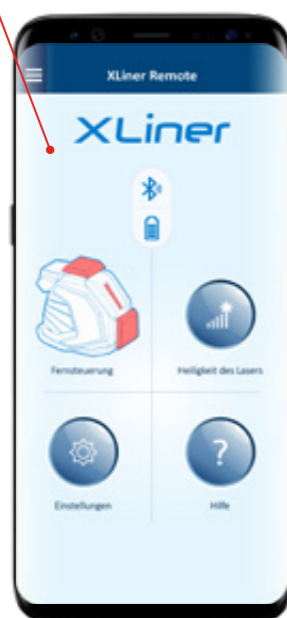 XLiner Remote
XLiner
Fernsteuerung
Helligkeit des Lasers
Einstellungen
?
Hilfe